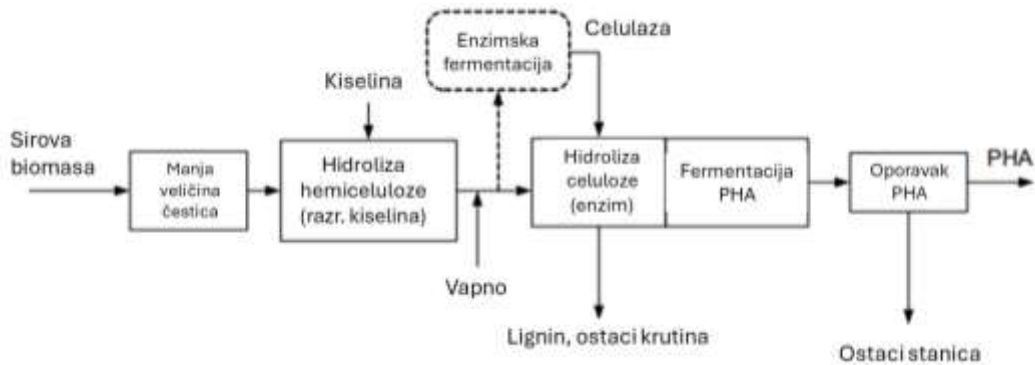 Enzimska
fermentacija
Celulaza
Kiselina
Sirova
biomasa
Manja
veličina
čestica
Hidroliza
hemiceluloze
(razr. kiselina)
Vapno
Hidroliza
celuloze
(enzim)
Fermentacija
PHA
Oporavak
PHA
PHA
Lignin, ostaci krutina
Ostaci stanica